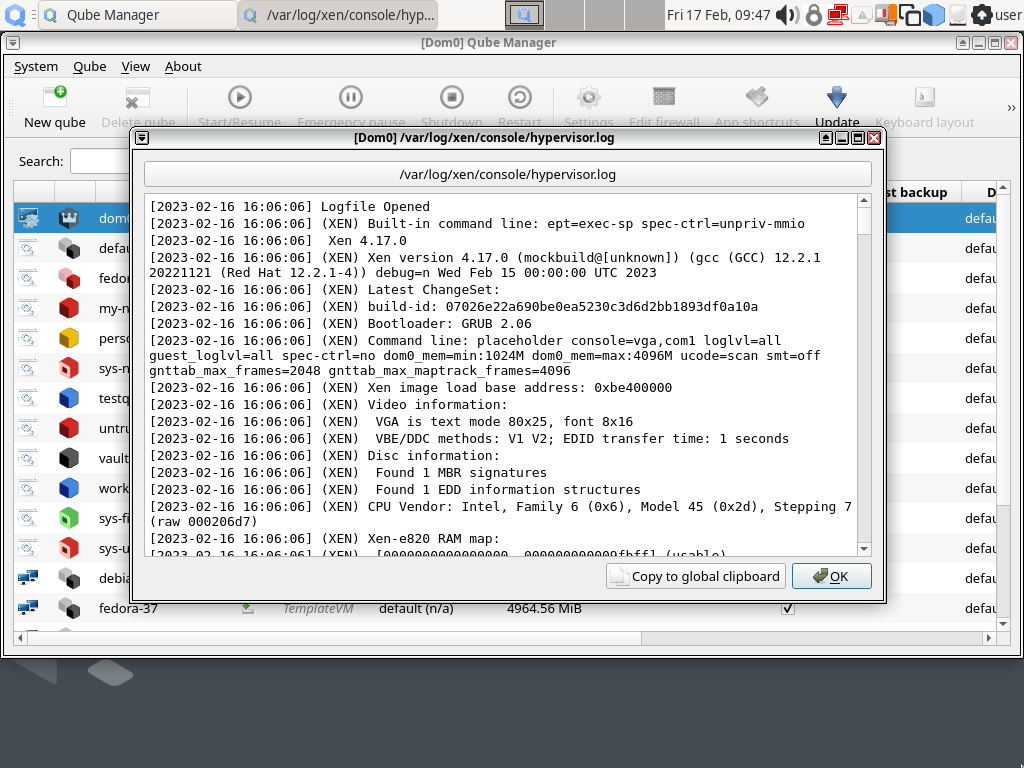 Qube Manager
/var/log/xen/console/hyp...
Fri 17 Feb, 09:47
user
[Dom0] Qube Manager
System Qube View About
New qube Delete qube Start/Resume Emergency pause Shutdown Restart Settings Edit firewall App shortcuts Update Keyboard layout
Search:
[Dom0] /var/log/xen/console/hypervisor.log
/var/log/xen/console/hypervisor.log
[2023-02-16 16:06:06] Logfile Opened
[2023-02-16 16:06:06] (XEN) Built-in command line: ept=exec-sp spec-ctrl=unpriv-mmio
[2023-02-16 16:06:06]  Xen 4.17.0
[2023-02-16 16:06:06] (XEN) Xen version 4.17.0 (mockbuild@[unknown]) (gcc (GCC) 12.2.1
20221121 (Red Hat 12.2.1-4)) debug=n Wed Feb 15 00:00:00 UTC 2023
[2023-02-16 16:06:06] (XEN) Latest ChangeSet:
[2023-02-16 16:06:06] (XEN) build-id: 07026e22a690be0ea5230c3d6d2bb1893df0a10a
[2023-02-16 16:06:06] (XEN) Bootloader: GRUB 2.06
[2023-02-16 16:06:06] (XEN) Command line: placeholder console=vga,com1 loglvl=all
guest_loglvl=all spec-ctrl=no dom0_mem=min:1024M dom0_mem=max:4096M ucode=scan smt=off
gnttab_max_frames=2048 gnttab_max_maptrack_frames=4096
[2023-02-16 16:06:06] (XEN) Xen image load base address: 0xbe400000
[2023-02-16 16:06:06] (XEN) Video information:
[2023-02-16 16:06:06] (XEN)  VGA is text mode 80x25, font 8x16
[2023-02-16 16:06:06] (XEN)  VBE/DDC methods: V1 V2; EDID transfer time: 1 seconds
[2023-02-16 16:06:06] (XEN) Disc information:
[2023-02-16 16:06:06] (XEN)  Found 1 MBR signatures
[2023-02-16 16:06:06] (XEN)  Found 1 EDD information structures
[2023-02-16 16:06:06] (XEN) CPU Vendor: Intel, Family 6 (0x6), Model 45 (0x2d), Stepping 7
(raw 000206d7)
[2023-02-16 16:06:06] (XEN) Xen-e820 RAM map:
[2023-02-16 16:06:06] (XEN)  [0000000000000000, 000000000009fbff] (usable)
Copy to global clipboard
OK
st backup D
dom0 defau
defau defau
fedor defau
my-n defau
perso defau
sys-n defau
testq defau
untru defau
vault defau
work defau
sys-fi defau
sys-u defau
debia defau
fedora-37 TemplateVM default (n/a) 4964.56 MiB defau